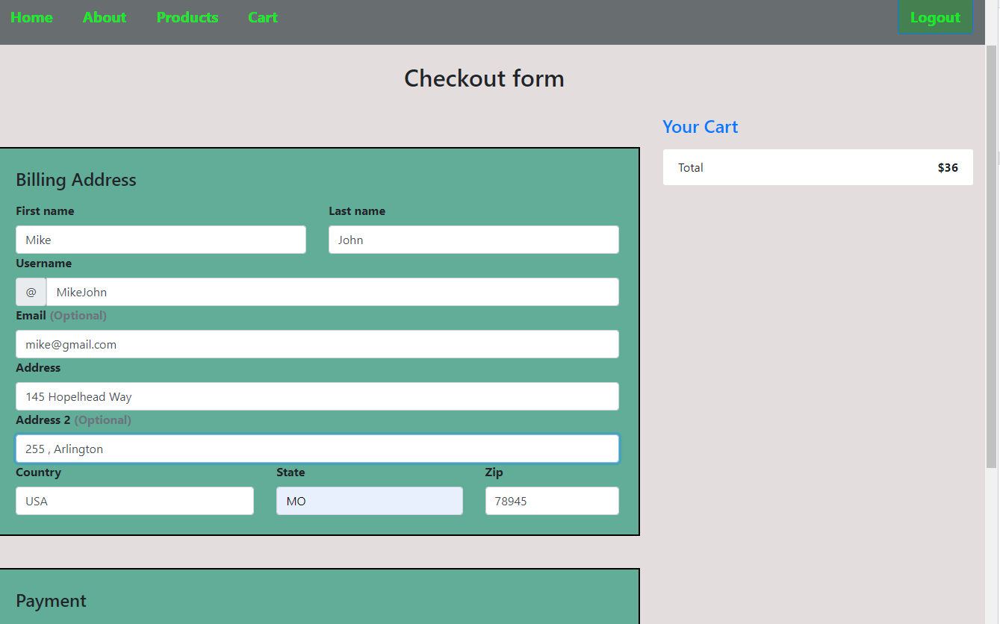 Home About Products Cart Logout
Checkout form
Your Cart
Total $36
Billing Address
First name Last name
Mike John
Username
@ MikeJohn
Email (Optional)
mike@gmail.com
Address
145 Hopelhead Way
Address 2 (Optional)
255 , Arlington
Country State Zip
USA MO 78945
Payment